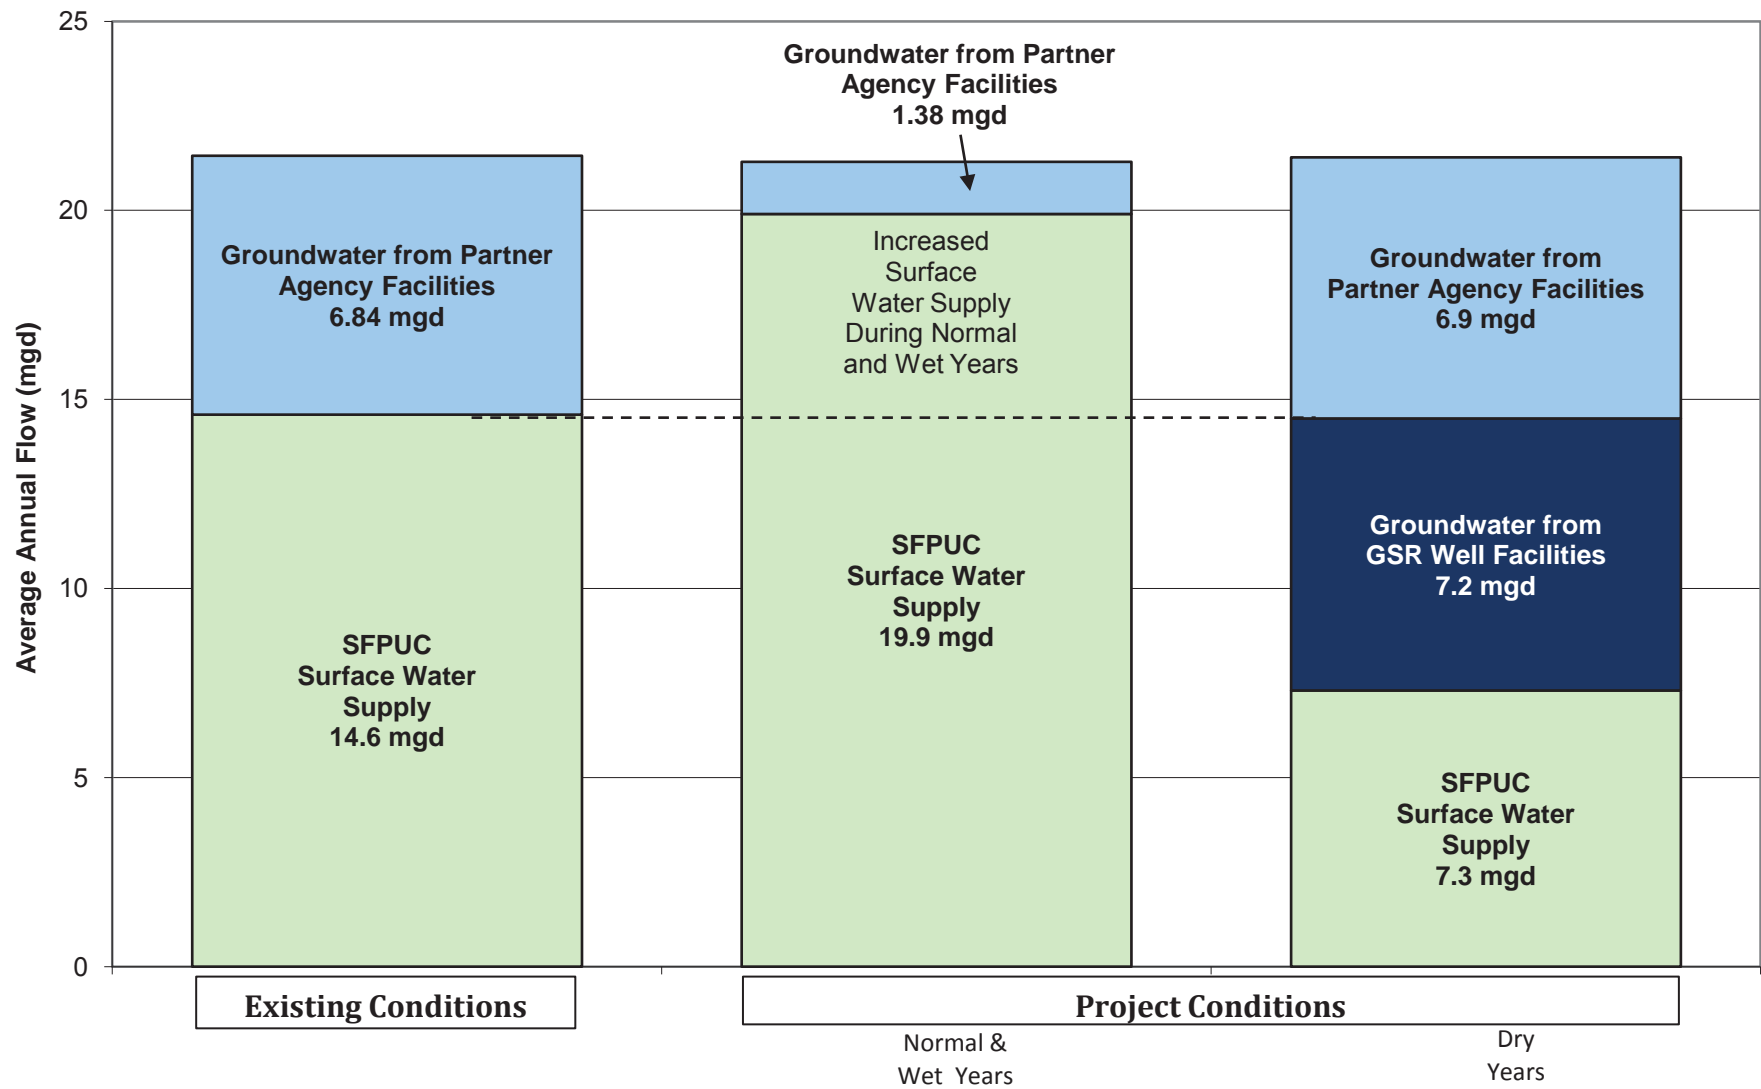 25
20
15
10
5
0
Average Annual Flow (mgd)
Groundwater from Partner
Agency Facilities
6.84 mgd
SFPUC
Surface Water
Supply
14.6 mgd
Groundwater from Partner
Agency Facilities
1.38 mgd
Increased
Surface
Water Supply
During Normal
and Wet Years
SFPUC
Surface Water
Supply
19.9 mgd
Groundwater from
Partner Agency Facilities
6.9 mgd
Groundwater from
GSR Well Facilities
7.2 mgd
SFPUC
Surface Water
Supply
7.3 mgd
Existing Conditions
Project Conditions
Normal &
Wet Years
Dry
Years